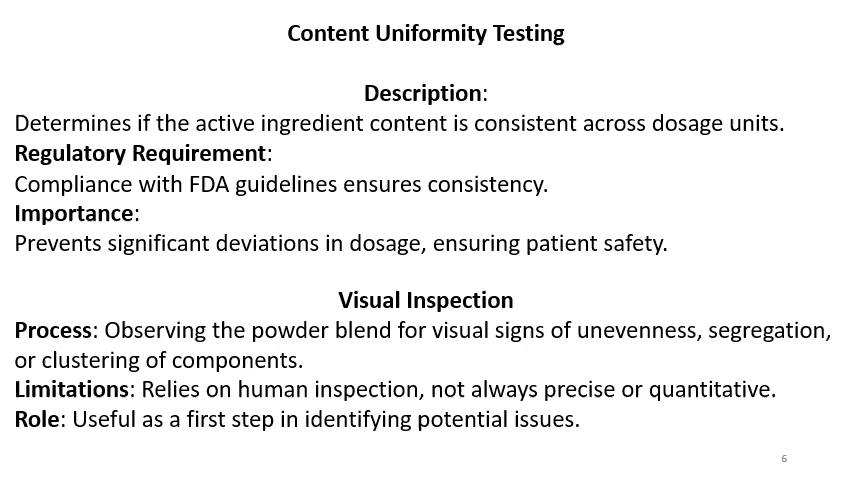 Content Uniformity Testing
Description:
Determines if the active ingredient content is consistent across dosage units.
Regulatory Requirement:
Compliance with FDA guidelines ensures consistency.
Importance:
Prevents significant deviations in dosage, ensuring patient safety.
Visual Inspection
Process: Observing the powder blend for visual signs of unevenness, segregation,
or clustering of components.
Limitations: Relies on human inspection, not always precise or quantitative.
Role: Useful as a first step in identifying potential issues.
6